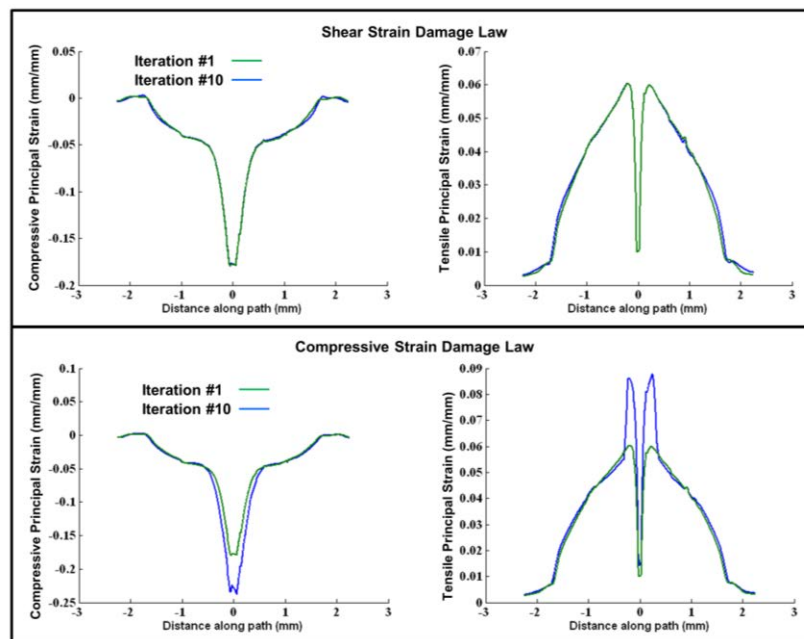 Shear Strain Damage Law
Iteration #1
Iteration #10
Compressive Principal Strain (mm/mm)
0.05
0
-0.05
-0.1
-0.15
-0.2
-3 -2 -1 0 1 2 3
Distance along path (mm)
Tensile Principal Strain (mm/mm)
0.07
0.06
0.05
0.04
0.03
0.02
0.01
0
-3 -2 -1 0 1 2 3
Distance along path (mm)
Compressive Strain Damage Law
Iteration #1
Iteration #10
Compressive Principal Strain (mm/mm)
0.1
0.05
0
-0.05
-0.1
-0.15
-0.2
-0.25
-3 -2 -1 0 1 2 3
Distance along path (mm)
Tensile Principal Strain (mm/mm)
0.09
0.08
0.07
0.06
0.05
0.04
0.03
0.02
0.01
0
-3 -2 -1 0 1 2 3
Distance along path (mm)